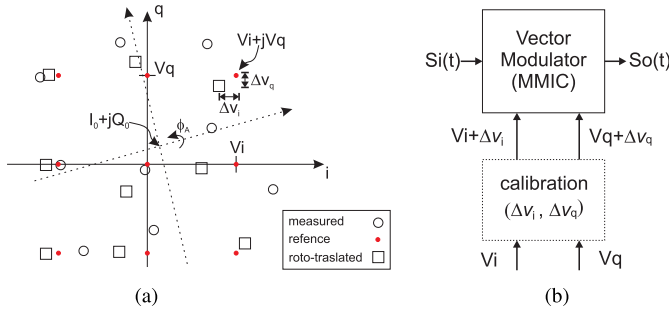 q
Vi+jVq
Vq
Δvq
Δvi
I0+jQ0
ϕA
Vi
i
measured
refence
roto-traslated
(a)
Vector
Modulator
(MMIC)
Si(t)
So(t)
Vi+Δvi
Vq+Δvq
calibration
(Δvi , Δvq)
Vi
Vq
(b)